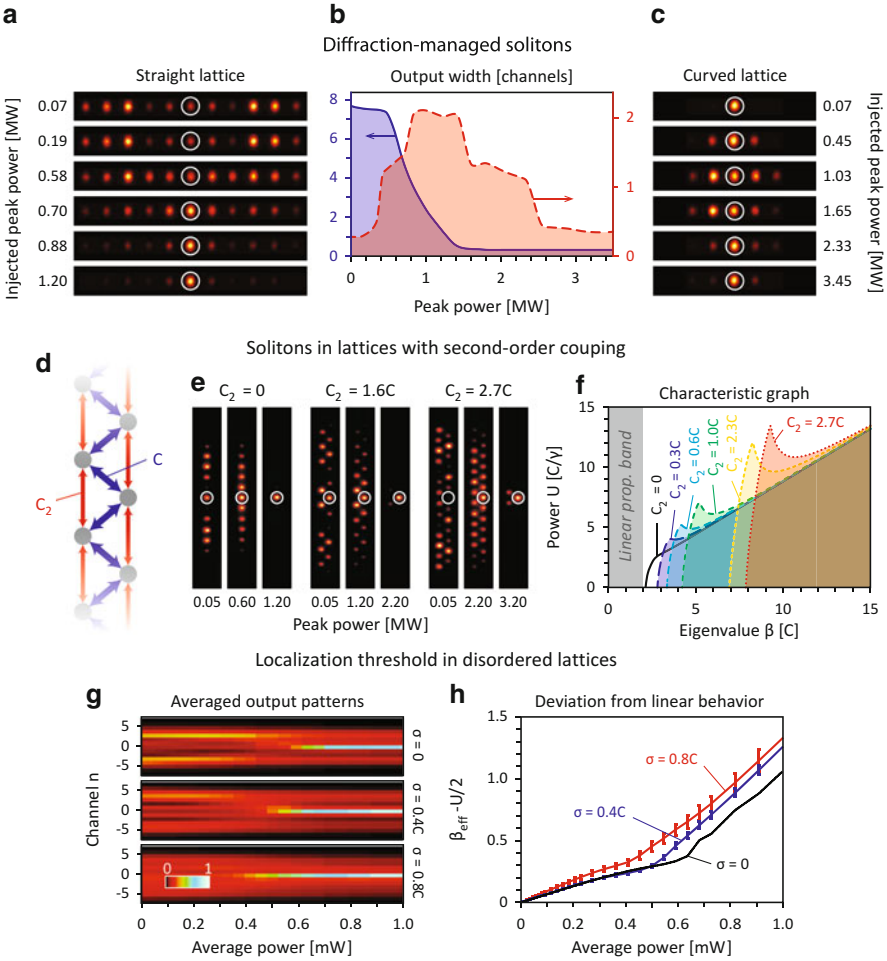 a
b
c
Diffraction-managed solitons
Straight lattice
Output width [channels]
Curved lattice
Injected peak power [MW]
0.07
0.19
0.58
0.70
0.88
1.20
8
6
4
2
0
2
1
0
0
1
2
3
Peak power [MW]
0.07
0.45
1.03
1.65
2.33
3.45
Injected peak power [MW]
Solitons in lattices with second-order coupling
d
e
f
C
C₂
C₂ = 0
C₂ = 1.6C
C₂ = 2.7C
0.05 0.60 1.20
0.05 1.20 2.20
0.05 2.20 3.20
Peak power [MW]
Characteristic graph
Power U [C/γ]
15
10
5
0
Linear prop. band
C₂ = 0
C₂ = 0.3C
C₂ = 0.6C
C₂ = 1.0C
C₂ = 2.3C
C₂ = 2.7C
0
5
10
15
Eigenvalue β [C]
Localization threshold in disordered lattices
g
h
Averaged output patterns
Channel n
5
0
-5
σ = 0
5
0
-5
σ = 0.4C
5
0
-5
σ = 0.8C
0 1
0 0.2 0.4 0.6 0.8 1.0
Average power [mW]
Deviation from linear behavior
β_eff -U/2
1.5
1.0
0.5
0
σ = 0.8C
σ = 0.4C
σ = 0
0 0.2 0.4 0.6 0.8 1.0
Average power [mW]